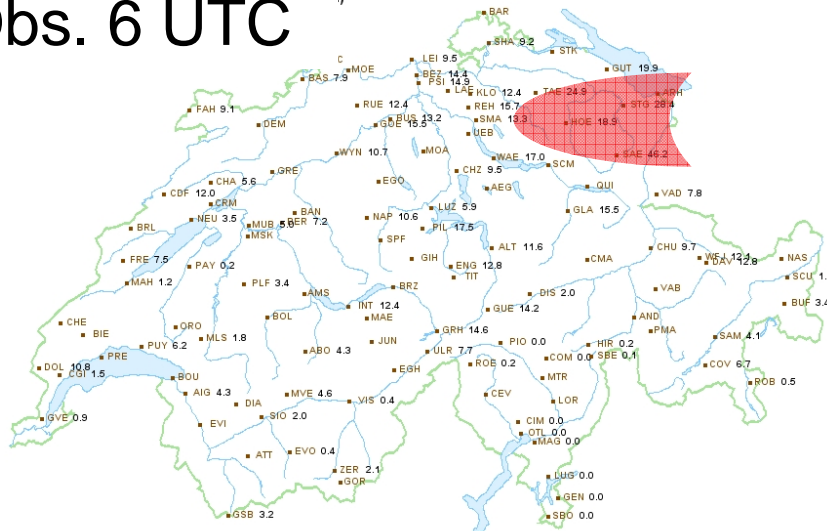 bs. 6 UTC
BAR
SHA 9.2
STK
C
MOE
LEI 9.5
GUT 19.9
BAS 7.9
BEZ 14.4
PSI 14.9
LAE
KLO 12.4
TAE 24.9
ARH
FAH 9.1
RUE 12.4
REH 15.7
STG 28.4
DEM
BUS 13.2
GOE 15.5
SMA 13.3
HOE 18.9
UEB
WYN 10.7
MOA
WAE 17.0
SAE 46.2
SCM
GRE
CHZ 9.5
CHA 5.6
EGO
AEG
QUI
CDF 12.0
VAD 7.8
CRM
LUZ 5.9
NEU 3.5
BAN
NAP 10.6
GLA 15.5
MUB 5.0
BER 7.2
PIL 17.5
BRL
MSK
SPF
ALT 11.6
CHU 9.7
FRE 7.5
PAY 0.2
GIH
ENG 12.8
CMA
WFJ 12.1
DAV 12.8
NAS
MAH 1.2
PLF 3.4
TIT
SCU 1.
AMS
BRZ
DIS 2.0
VAB
BUF 3.4
INT 12.4
GUE 14.2
CHE
BOL
MAE
AND
BIE
ORO
GRH 14.6
PMA
MLS 1.8
JUN
PIO 0.0
HIR 0.2
SAM 4.1
PUY 6.2
ABO 4.3
ULR 7.7
COM 0.0
SBE 0.1
PRE
DOL 10.8
CGI 1.5
EGH
ROE 0.2
COV 6.7
BOU
MTR
ROB 0.5
AIG 4.3
MVE 4.6
CEV
DIA
VIS 0.4
LOR
GVE 0.9
SIO 2.0
EVI
CIM 0.0
OTL 0.0
MAG 0.0
ATT
EVO 0.4
ZER 2.1
LUG 0.0
GOR
GEN 0.0
GSB 3.2
SBO 0.0